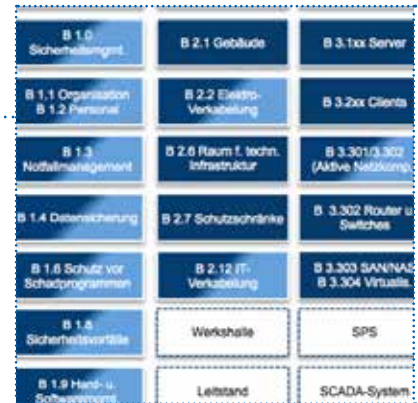 B 1.0
Sicherheitsmgmt.
B 2.1 Gebäude
B 3.1xx Server
B 1.1 Organisation
B 1.2 Personal
B 2.2 Elektro-
Verkabelung
B 3.2xx Clients
B 1.3
Notfallmanagement
B 2.6 Raum f. techn.
Infrastruktur
B 3.301/3.302
(Aktive Netzkomp.
B 1.4 Datensicherung
B 2.7 Schutzschränke
B 3.302 Router u
Switches
B 1.6 Schutz vor
Schadprogrammen
B 2.12 IT-
Verkabelung
B 3.303 SAN/NAS
B 3.304 Virtualis.
B 1.8
Sicherheitsvorfälle
Werkshalle
SPS
B 1.9 Hard- u.
Softwaremgmt.
Leitstand
SCADA-System